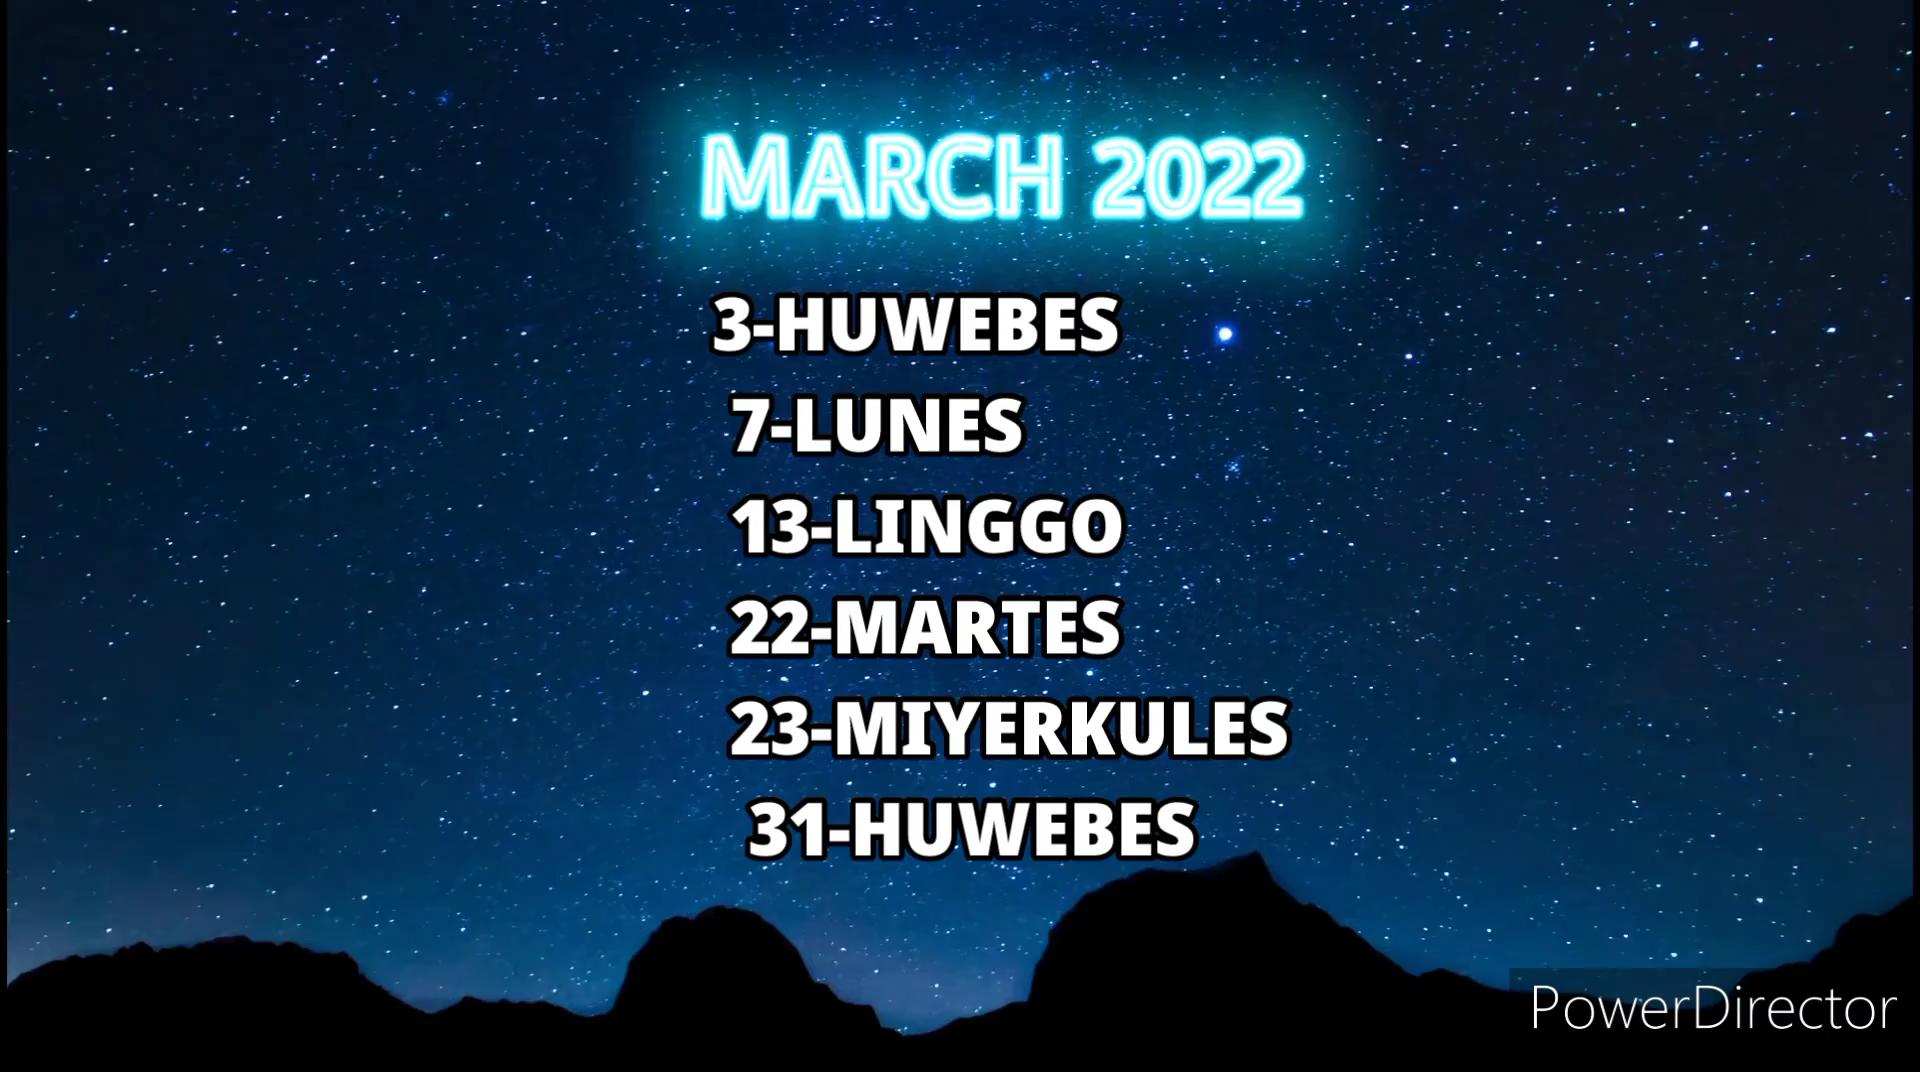 MARCH 2022
3-HUWEBES
7-LUNES
13-LINGGO
22-MARTES
23-MIYERKULES
31-HUWEBES
PowerDirector